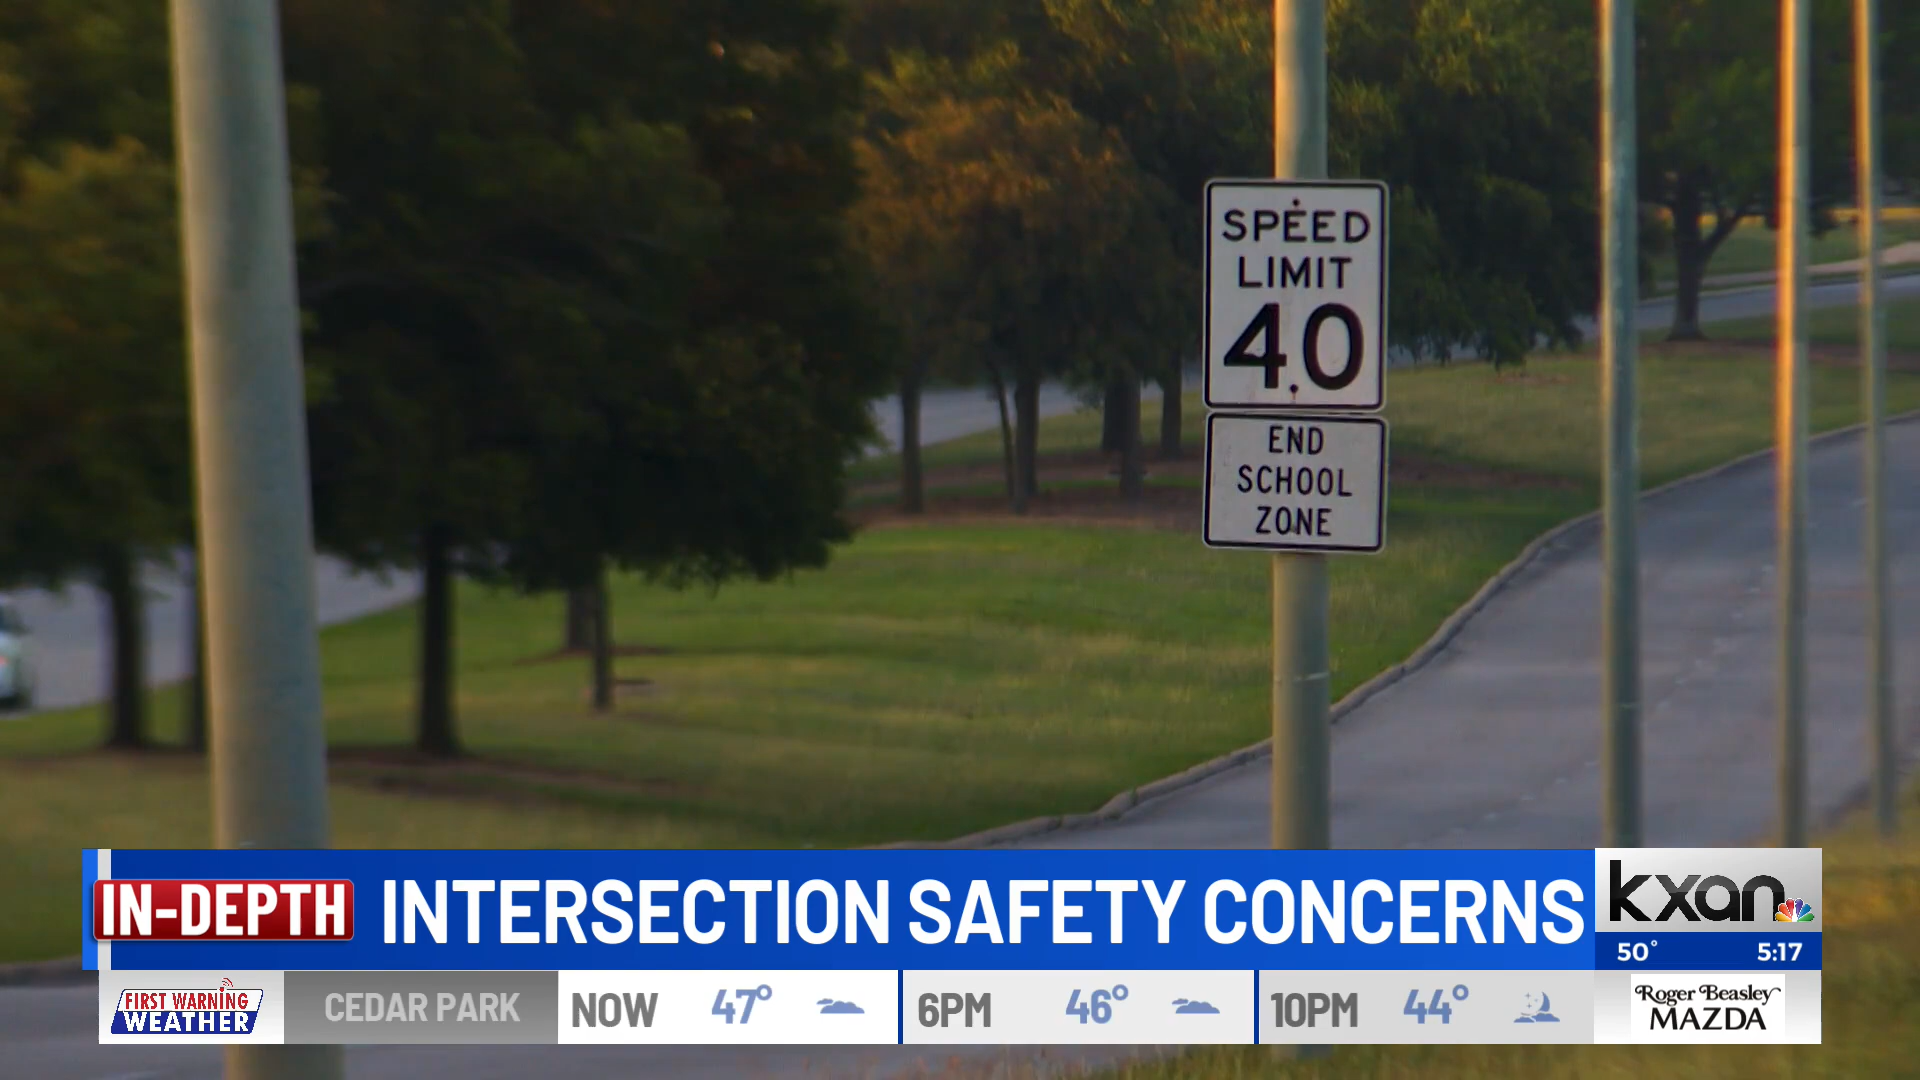 SPEED
LIMIT
40
END
SCHOOL
ZONE
IN-DEPTH INTERSECTION SAFETY CONCERNS
kxan
50° 5:17
FIRST WARNING
WEATHER
CEDAR PARK NOW 47° 6PM 46° 10PM 44°
Roger Beasley
MAZDA